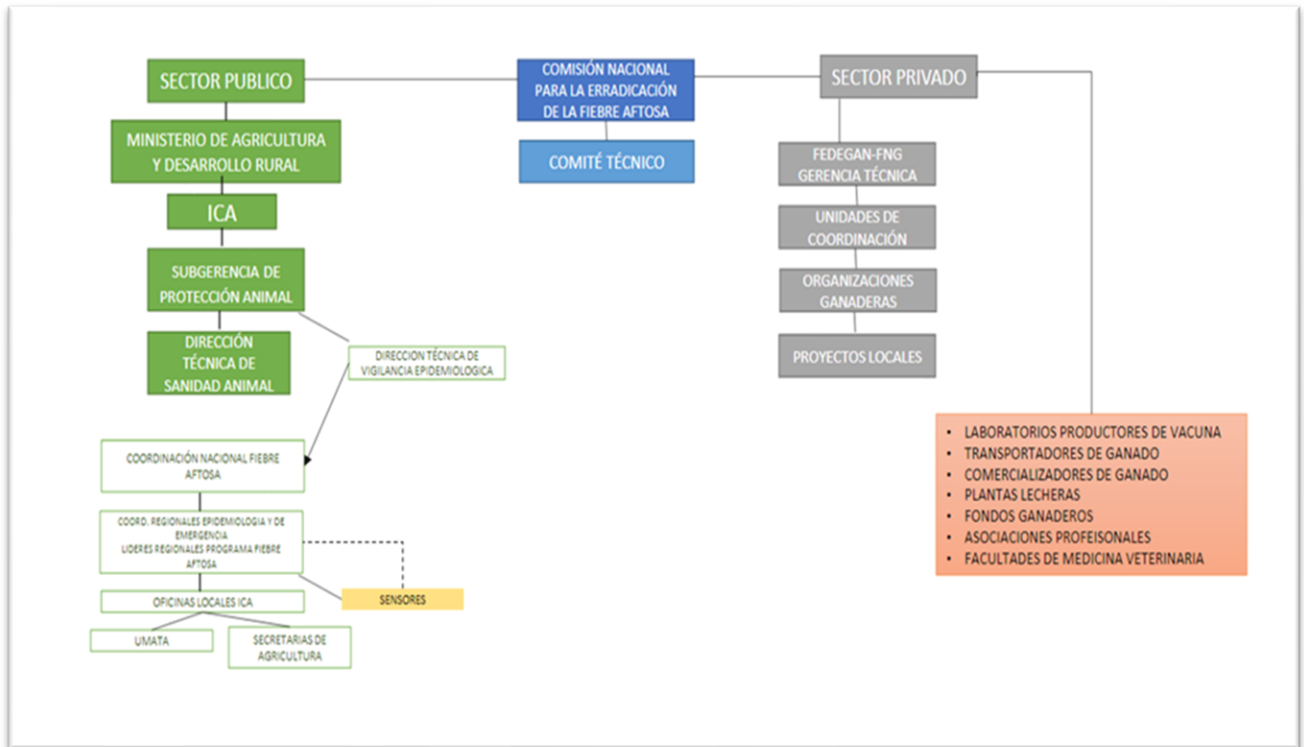 SECTOR PUBLICO
MINISTERIO DE AGRICULTURA
Y DESARROLLO RURAL
ICA
SUBGERENCIA DE
PROTECCIÓN ANIMAL
DIRECCIÓN
TÉCNICA DE
SANIDAD ANIMAL
DIRECCION TÉCNICA DE
VIGILANCIA EPIDEMIOLOGICA
COORDINACIÓN NACIONAL FIEBRE
AFTOSA
COORD. REGIONALES EPIDEMIOLOGIA Y DE
EMERGENCIA
LIDERES REGIONALES PROGRAMA FIEBRE
AFTOSA
SENSORES
OFICINAS LOCALES ICA
UMATA
SECRETARIAS DE
AGRICULTURA
COMISIÓN NACIONAL
PARA LA ERRADICACIÓN
DE LA FIEBRE AFTOSA
COMITÉ TÉCNICO
SECTOR PRIVADO
FEDEGAN-FNG
GERENCIA TÉCNICA
UNIDADES DE
COORDINACIÓN
ORGANIZACIONES
GANADERAS
PROYECTOS LOCALES
• LABORATORIOS PRODUCTORES DE VACUNA
• TRANSPORTADORES DE GANADO
• COMERCIALIZADORES DE GANADO
• PLANTAS LECHERAS
• FONDOS GANADEROS
• ASOCIACIONES PROFEISONALES
• FACULTADES DE MEDICINA VETERINARIA